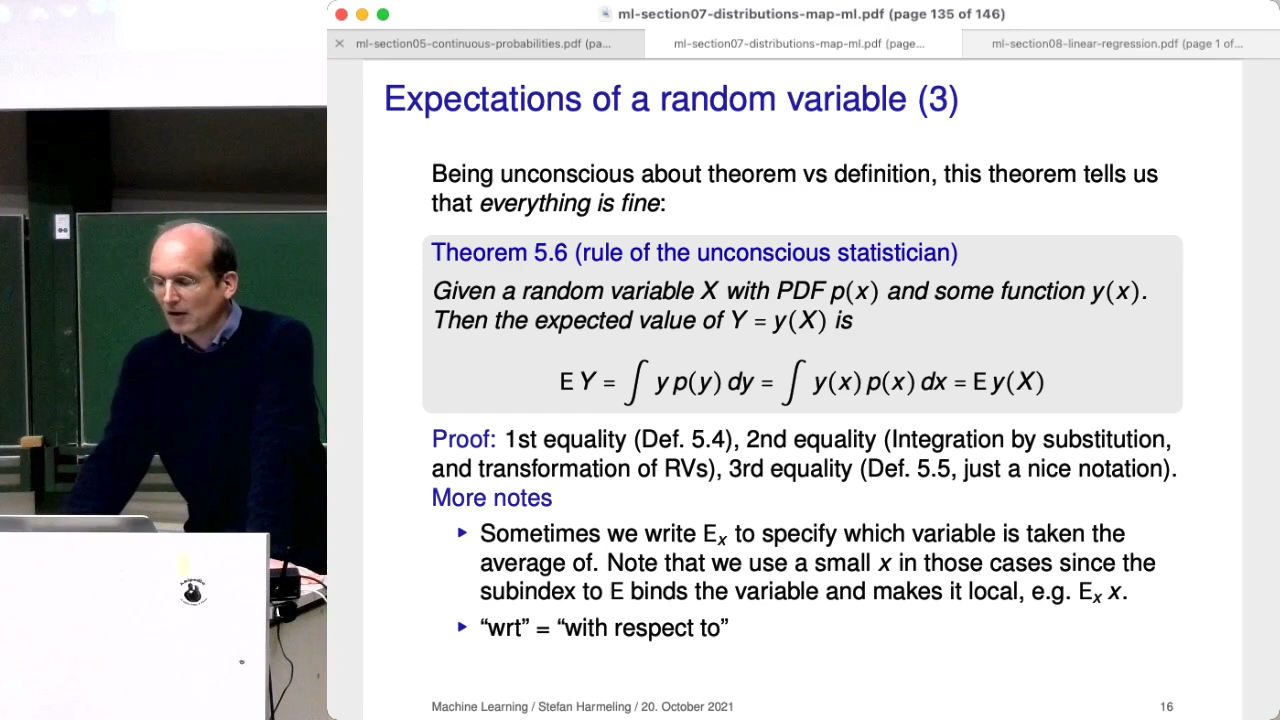 ml-section07-distributions-map-ml.pdf (page 135 of 146)
ml-section05-continuous-probabilities.pdf (pa...
ml-section07-distributions-map-ml.pdf (page...
ml-section08-linear-regression.pdf (page 1 of...
Expectations of a random variable (3)
Being unconscious about theorem vs definition, this theorem tells us
that everything is fine:
Theorem 5.6 (rule of the unconscious statistician)
Given a random variable X with PDF p(x) and some function y(x).
Then the expected value of Y = y(X) is
E Y = ∫ y p(y) dy = ∫ y(x) p(x) dx = E y(X)
Proof: 1st equality (Def. 5.4), 2nd equality (Integration by substitution,
and transformation of RVs), 3rd equality (Def. 5.5, just a nice notation).
More notes
▸ Sometimes we write Eₓ to specify which variable is taken the
average of. Note that we use a small x in those cases since the
subindex to E binds the variable and makes it local, e.g. Eₓ x.
▸ “wrt” = “with respect to”
Machine Learning / Stefan Harmeling / 20. October 2021
16